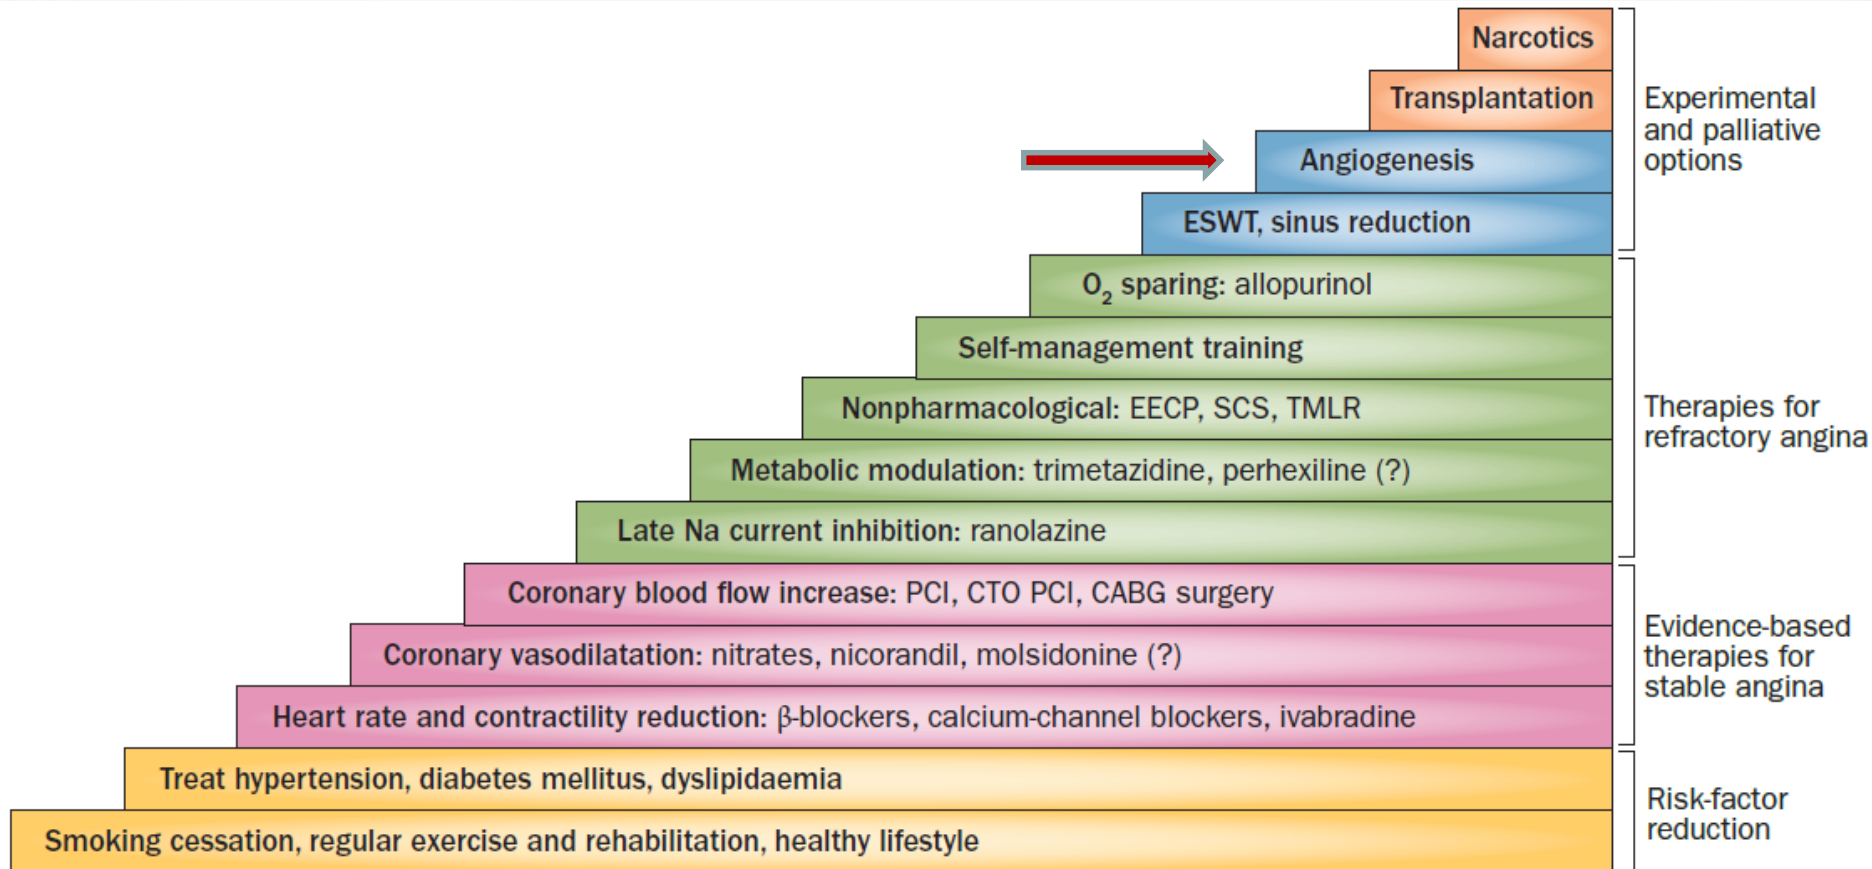 Narcotics
Transplantation
Angiogenesis
ESWT, sinus reduction
Experimental
and palliative
options
O₂ sparing: allopurinol
Self-management training
Nonpharmacological: EECP, SCS, TMLR
Metabolic modulation: trimetazidine, perhexiline (?)
Late Na current inhibition: ranolazine
Therapies for
refractory angina
Coronary blood flow increase: PCI, CTO PCI, CABG surgery
Coronary vasodilatation: nitrates, nicorandil, molsidonine (?)
Heart rate and contractility reduction: β-blockers, calcium-channel blockers, ivabradine
Evidence-based
therapies for
stable angina
Treat hypertension, diabetes mellitus, dyslipidaemia
Smoking cessation, regular exercise and rehabilitation, healthy lifestyle
Risk-factor
reduction